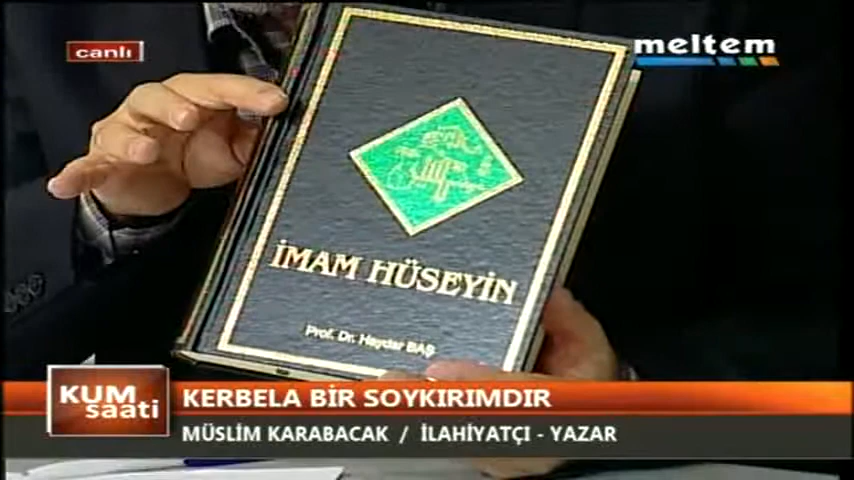 canlı
meltem
İMAM HÜSEYİN
Prof. Dr. Haydar BAŞ
KUM
saati
KERBELA BİR SOYKIRIMDIR
MÜSLİM KARABACAK / İLAHİYATÇI - YAZAR